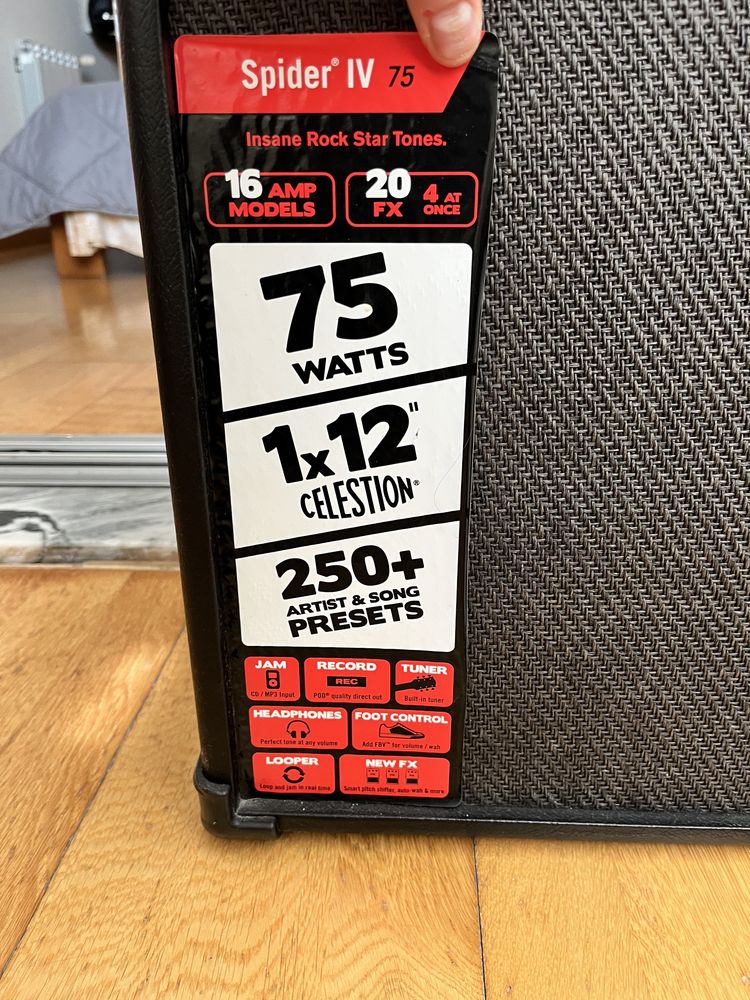 Spider® IV 75
Insane Rock Star Tones.
16 AMP
MODELS
20
FX
4 AT
ONCE
75
WATTS
1x12"
CELESTION®
250+
ARTIST & SONG
PRESETS
JAM
CD / MP3 Input
RECORD
REC
POD® quality direct out
TUNER
Built-in tuner
HEADPHONES
Perfect tone at any volume
FOOT CONTROL
Add FBV™ for volume / wah
LOOPER
Loop and jam in real time
NEW FX
Smart pitch shifter, auto-wah & more